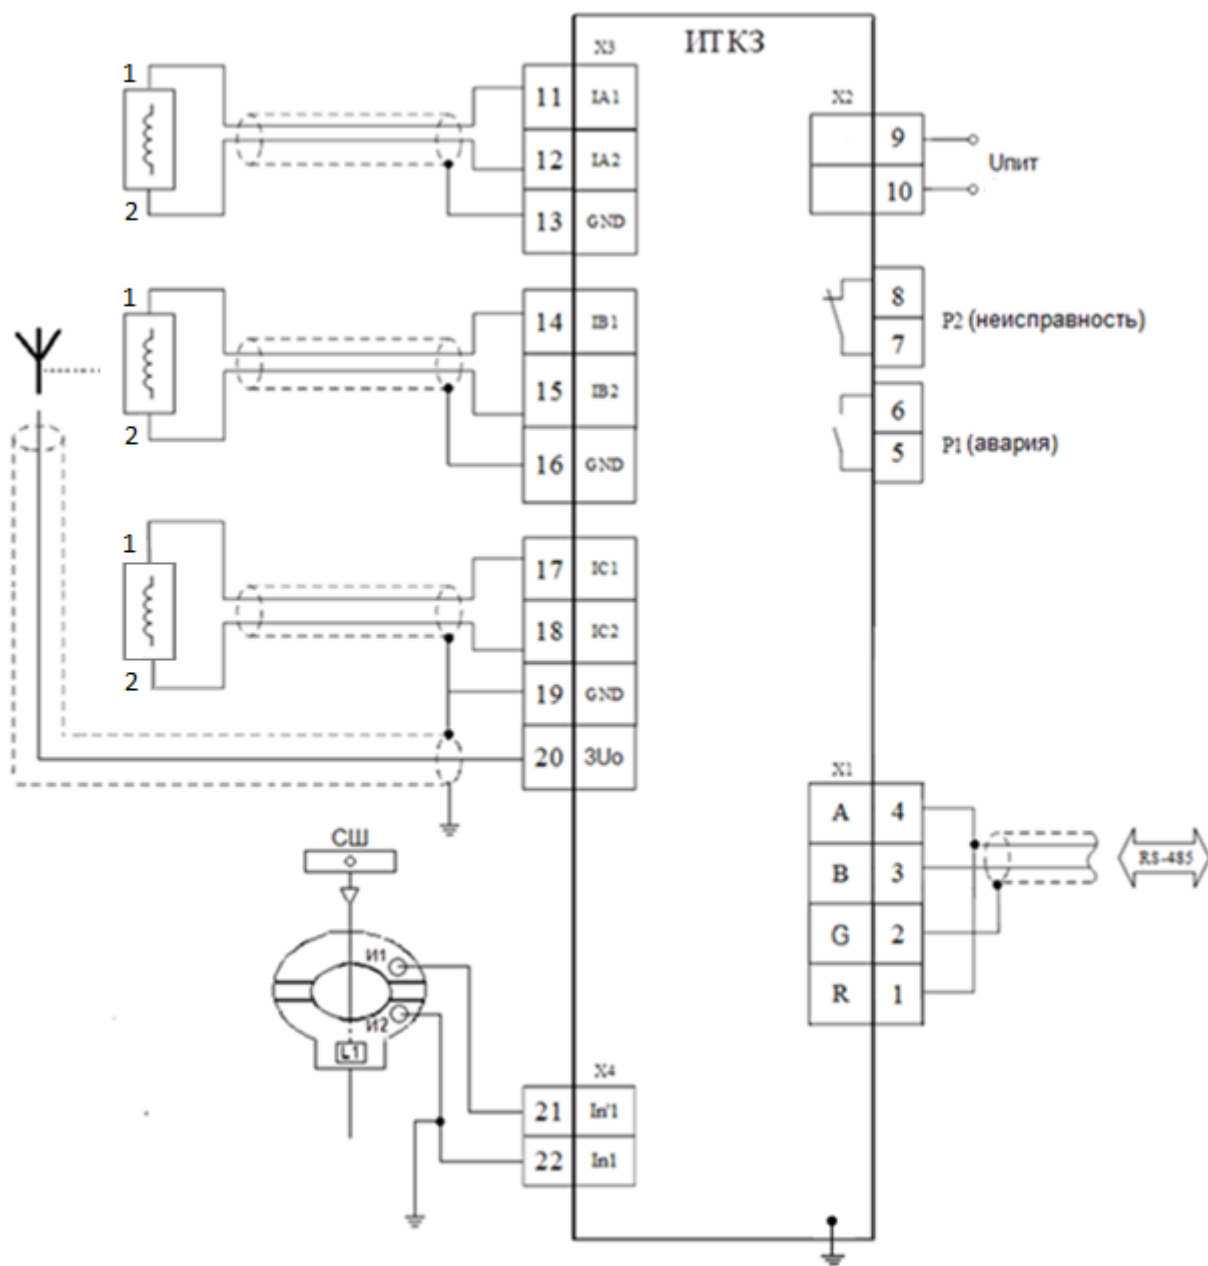 ИТКЗ
X3
1
2
11 IA1
12 IA2
13 GND
1
2
14 IB1
15 IB2
16 GND
1
2
17 IC1
18 IC2
19 GND
20 3Uo
X2
9
10
Uпит
8
7
P2 (неисправность)
6
5
P1 (авария)
X1
A 4
B 3
G 2
R 1
RS-485
СШ
И1
И2
L1
X4
21 In'1
22 In1